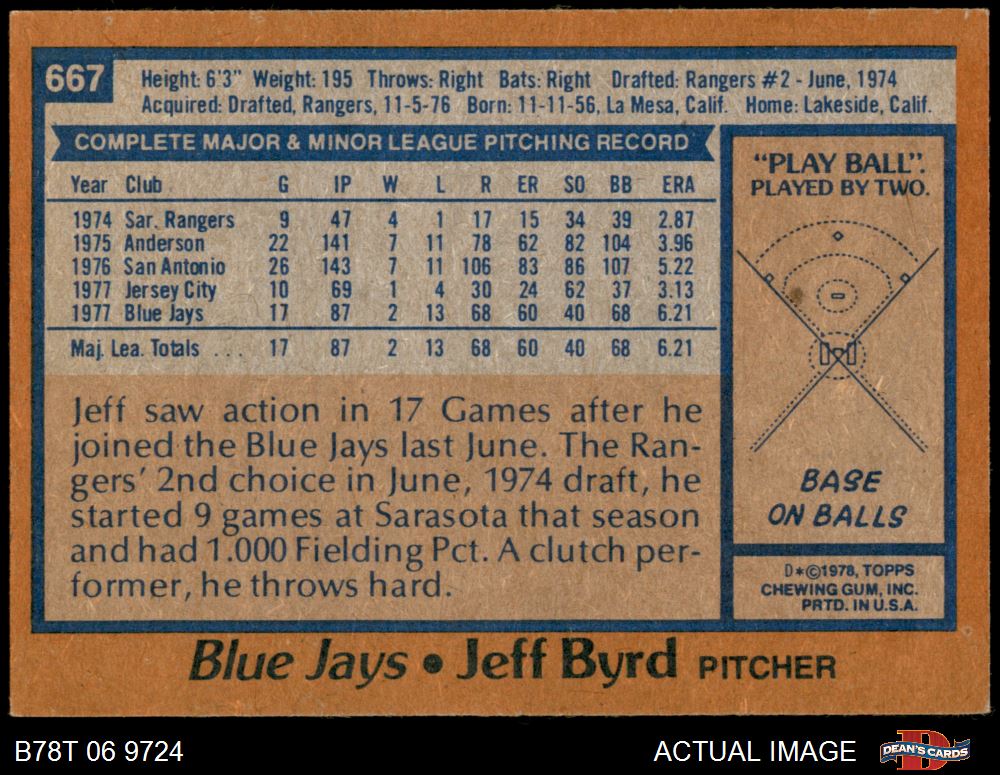 667
Height: 6'3" Weight: 195 Throws: Right Bats: Right Drafted: Rangers #2 - June, 1974
Acquired: Drafted, Rangers, 11-5-76 Born: 11-11-56, La Mesa, Calif. Home: Lakeside, Calif.
COMPLETE MAJOR & MINOR LEAGUE PITCHING RECORD
Year Club G IP W L R ER SO BB ERA
1974 Sar. Rangers 9 47 4 1 17 15 34 39 2.87
1975 Anderson 22 141 7 11 78 62 82 104 3.96
1976 San Antonio 26 143 7 11 106 83 86 107 5.22
1977 Jersey City 10 69 1 4 30 24 62 37 3.13
1977 Blue Jays 17 87 2 13 68 60 40 68 6.21
Maj. Lea. Totals ... 17 87 2 13 68 60 40 68 6.21
Jeff saw action in 17 Games after he
joined the Blue Jays last June. The Ran-
gers' 2nd choice in June, 1974 draft, he
started 9 games at Sarasota that season
and had 1.000 Fielding Pct. A clutch per-
former, he throws hard.
"PLAY BALL".
PLAYED BY TWO.
BASE
ON BALLS
D*©1978, TOPPS
CHEWING GUM, INC.
PRTD. IN U.S.A.
Blue Jays • Jeff Byrd PITCHER
B78T 06 9724
ACTUAL IMAGE
D
DEAN'S CARDS